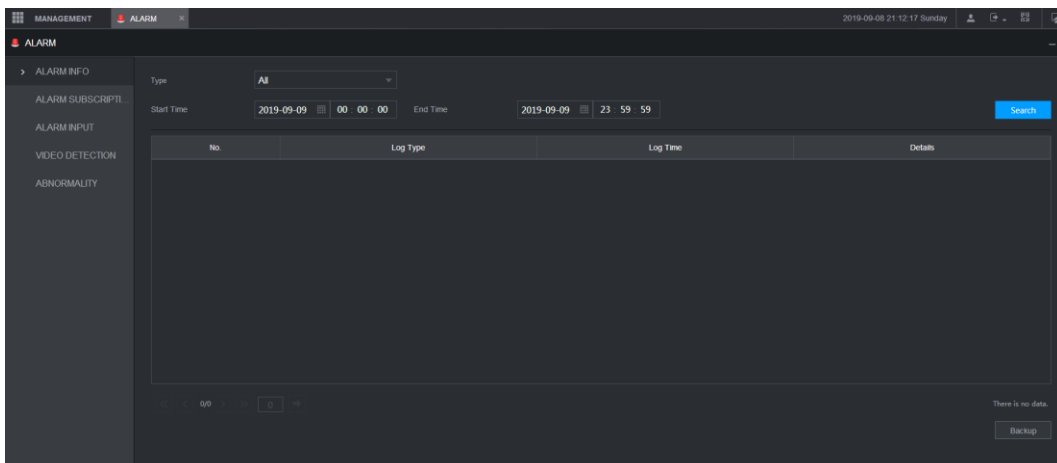 MANAGEMENT ALARM × 2019-09-08 21:12:17 Sunday
ALARM
ALARM INFO
ALARM SUBSCRIPTI...
ALARM INPUT
VIDEO DETECTION
ABNORMALITY
Type All
Start Time 2019-09-09 00 : 00 : 00 End Time 2019-09-09 23 : 59 : 59 Search
No. Log Type Log Time Details
0/0 0 There is no data.
Backup